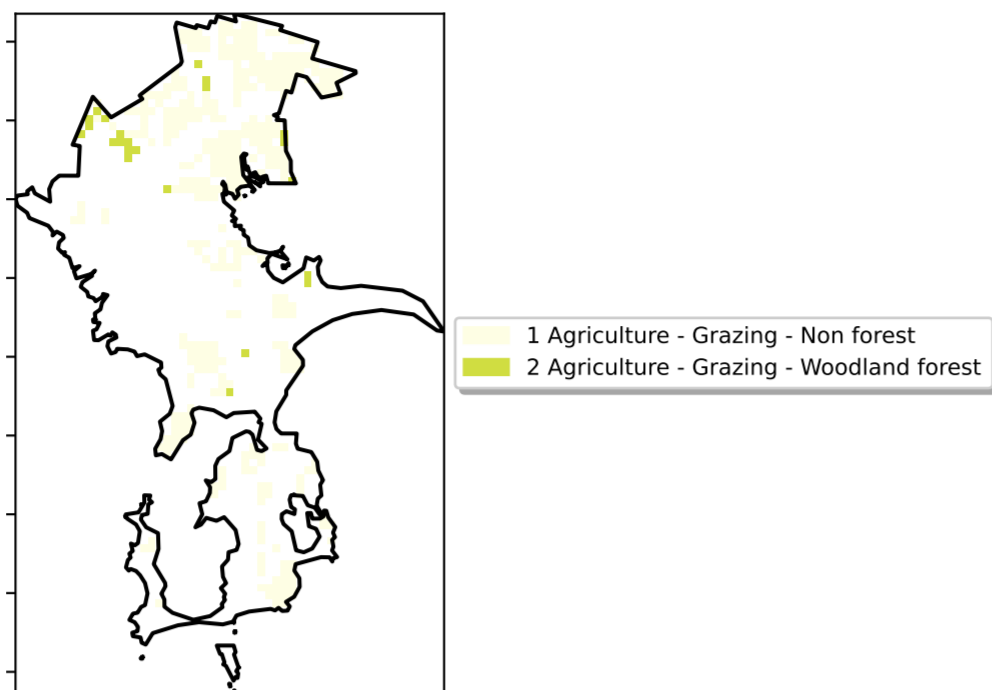 1 Agriculture - Grazing - Non forest
2 Agriculture - Grazing - Woodland forest